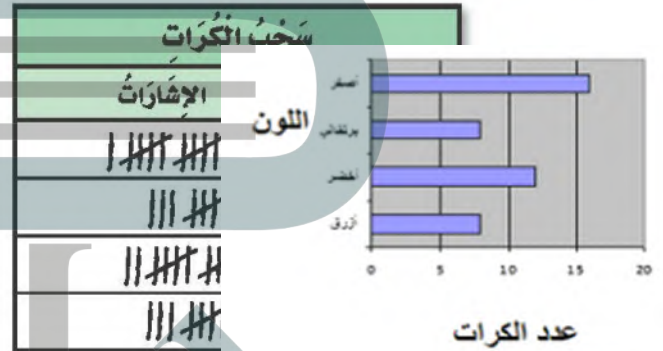 سَحْبُ الْكُرَاتِ
الإِشَارَاتُ
اللون
أصفر
برتقالي
أخضر
أزرق
0 5 10 15 20
عدد الكرات